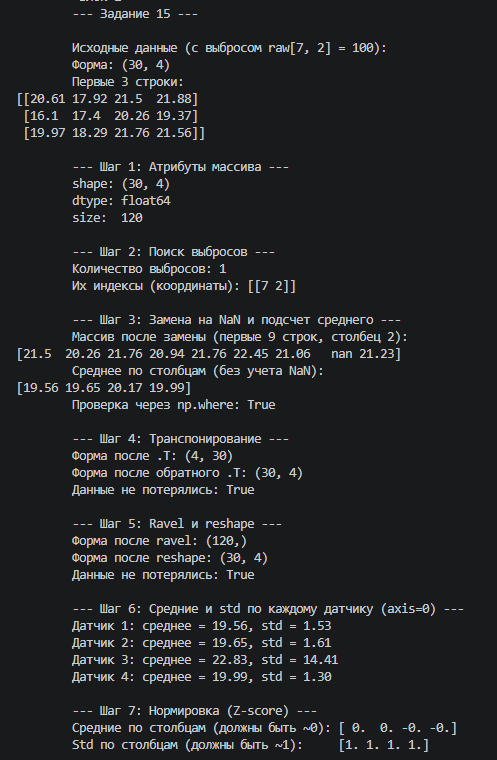 --- Задание 15 ---
Исходные данные (с выбросом raw[7, 2] = 100):
Форма: (30, 4)
Первые 3 строки:
[[20.61 17.92 21.5  21.88]
[16.1  17.4  20.26 19.37]
[19.97 18.29 21.76 21.56]]
--- Шаг 1: Атрибуты массива ---
shape: (30, 4)
dtype: float64
size:  120
--- Шаг 2: Поиск выбросов ---
Количество выбросов: 1
Их индексы (координаты): [[7 2]]
--- Шаг 3: Замена на NaN и подсчет среднего ---
Массив после замены (первые 9 строк, столбец 2):
[21.5  20.26 21.76 20.94 21.76 22.45 21.06   nan 21.23]
Среднее по столбцам (без учета NaN):
[19.56 19.65 20.17 19.99]
Проверка через np.where: True
--- Шаг 4: Транспонирование ---
Форма после .T: (4, 30)
Форма после обратного .T: (30, 4)
Данные не потерялись: True
--- Шаг 5: Ravel и reshape ---
Форма после ravel: (120,)
Форма после reshape: (30, 4)
Данные не потерялись: True
--- Шаг 6: Средние и std по каждому датчику (axis=0) ---
Датчик 1: среднее = 19.56, std = 1.53
Датчик 2: среднее = 19.65, std = 1.61
Датчик 3: среднее = 22.83, std = 14.41
Датчик 4: среднее = 19.99, std = 1.30
--- Шаг 7: Нормировка (Z-score) ---
Средние по столбцам (должны быть ~0): [ 0.  0. -0. -0.]
Std по столбцам (должны быть ~1):     [1. 1. 1. 1.]